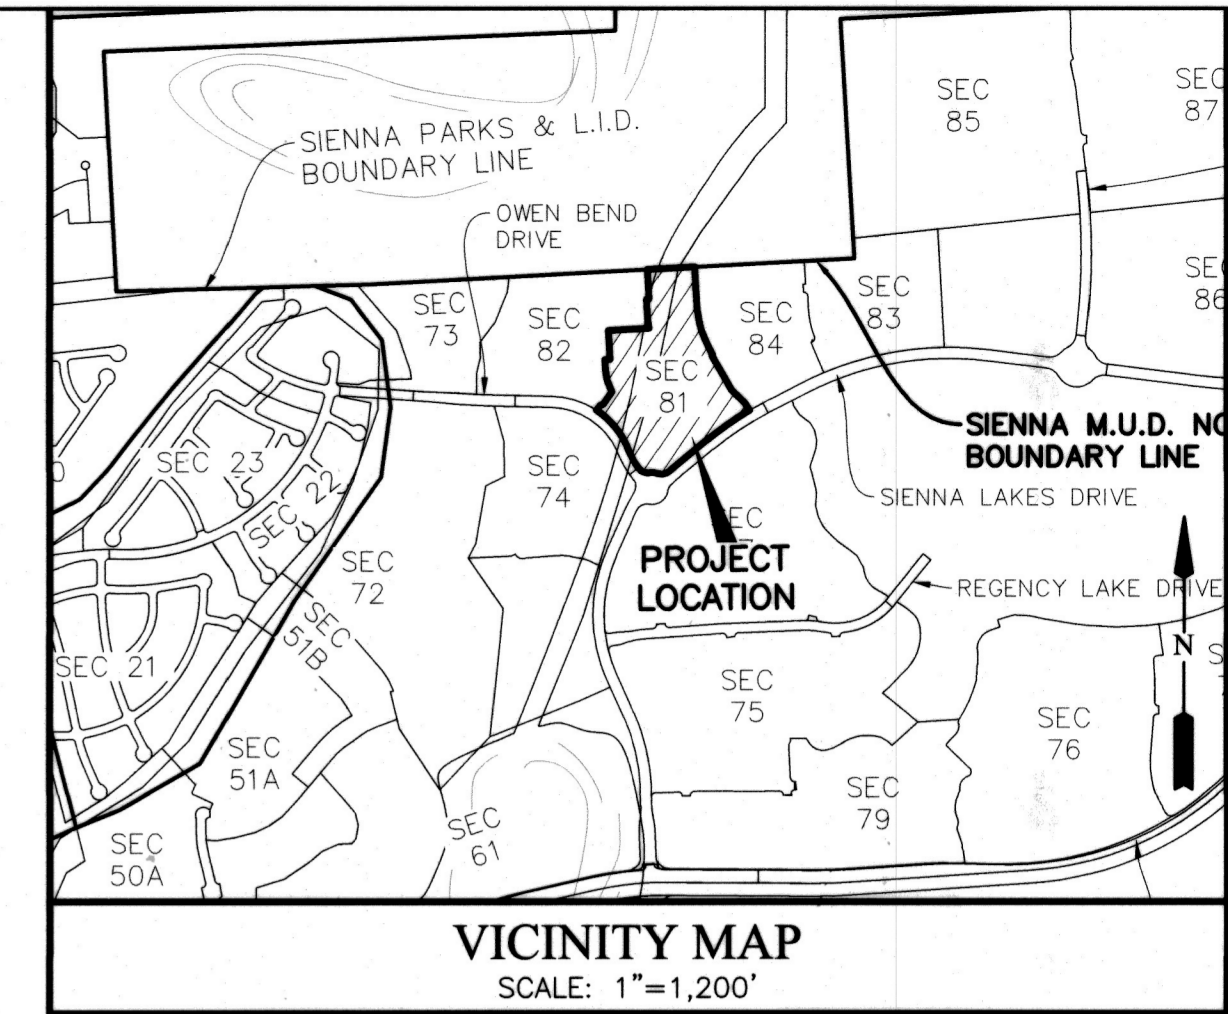 SEC
85
SEC
87
SIENNA PARKS & L.I.D.
BOUNDARY LINE
OWEN BEND
DRIVE
SEC
73
SEC
82
SEC
84
SEC
83
SEC
86
SEC
81
SIENNA M.U.D. NO
BOUNDARY LINE
SEC 23
SEC 22
SEC
74
SIENNA LAKES DRIVE
PROJECT
LOCATION
SEC
72
REGENCY LAKE DRIVE
SEC
51B
SEC 21
N
SEC
75
SEC
76
SEC
51A
SEC
79
SEC
61
SEC
50A
VICINITY MAP
SCALE: 1"=1,200'